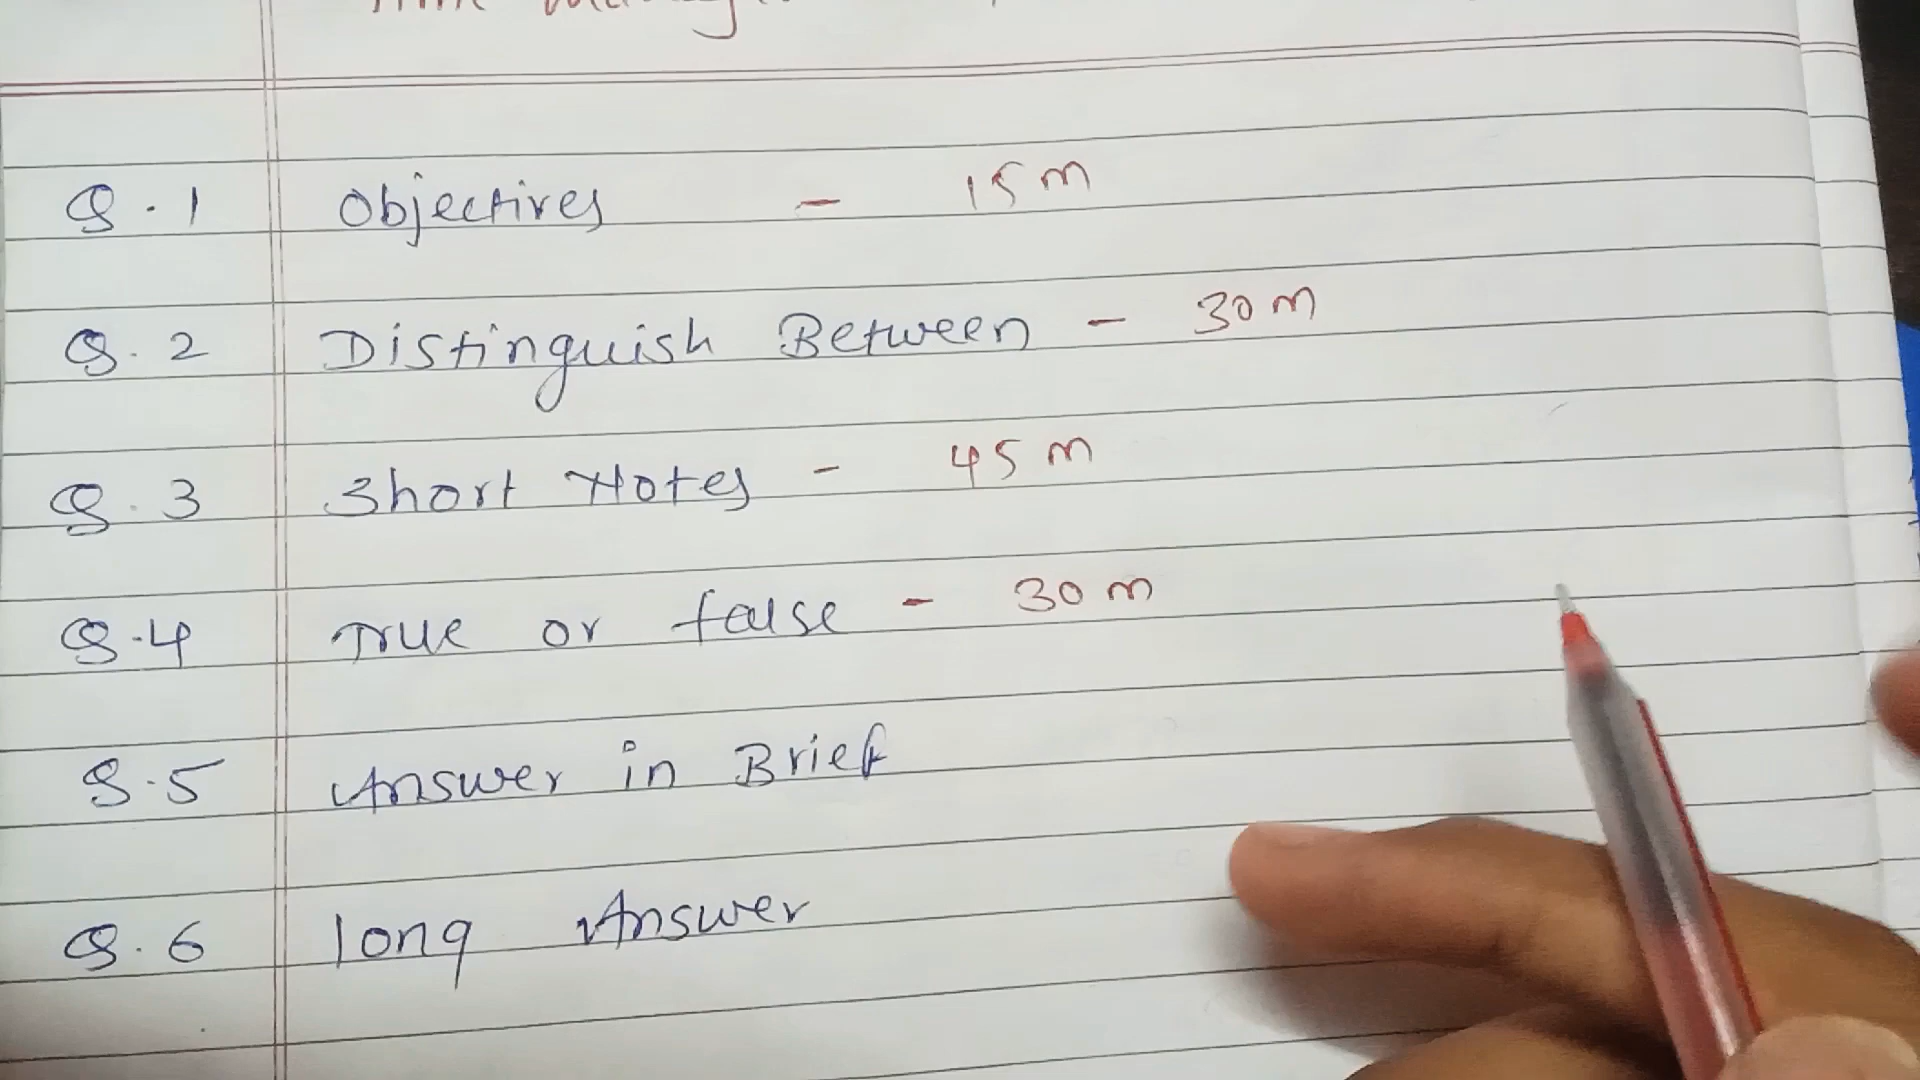 Q.1 Objectives - 15 m
Q.2 Distinguish Between - 30 m
Q.3 Short Notes - 45 m
Q.4 True or false - 30 m
Q.5 Answer in Brief
Q.6 long Answer